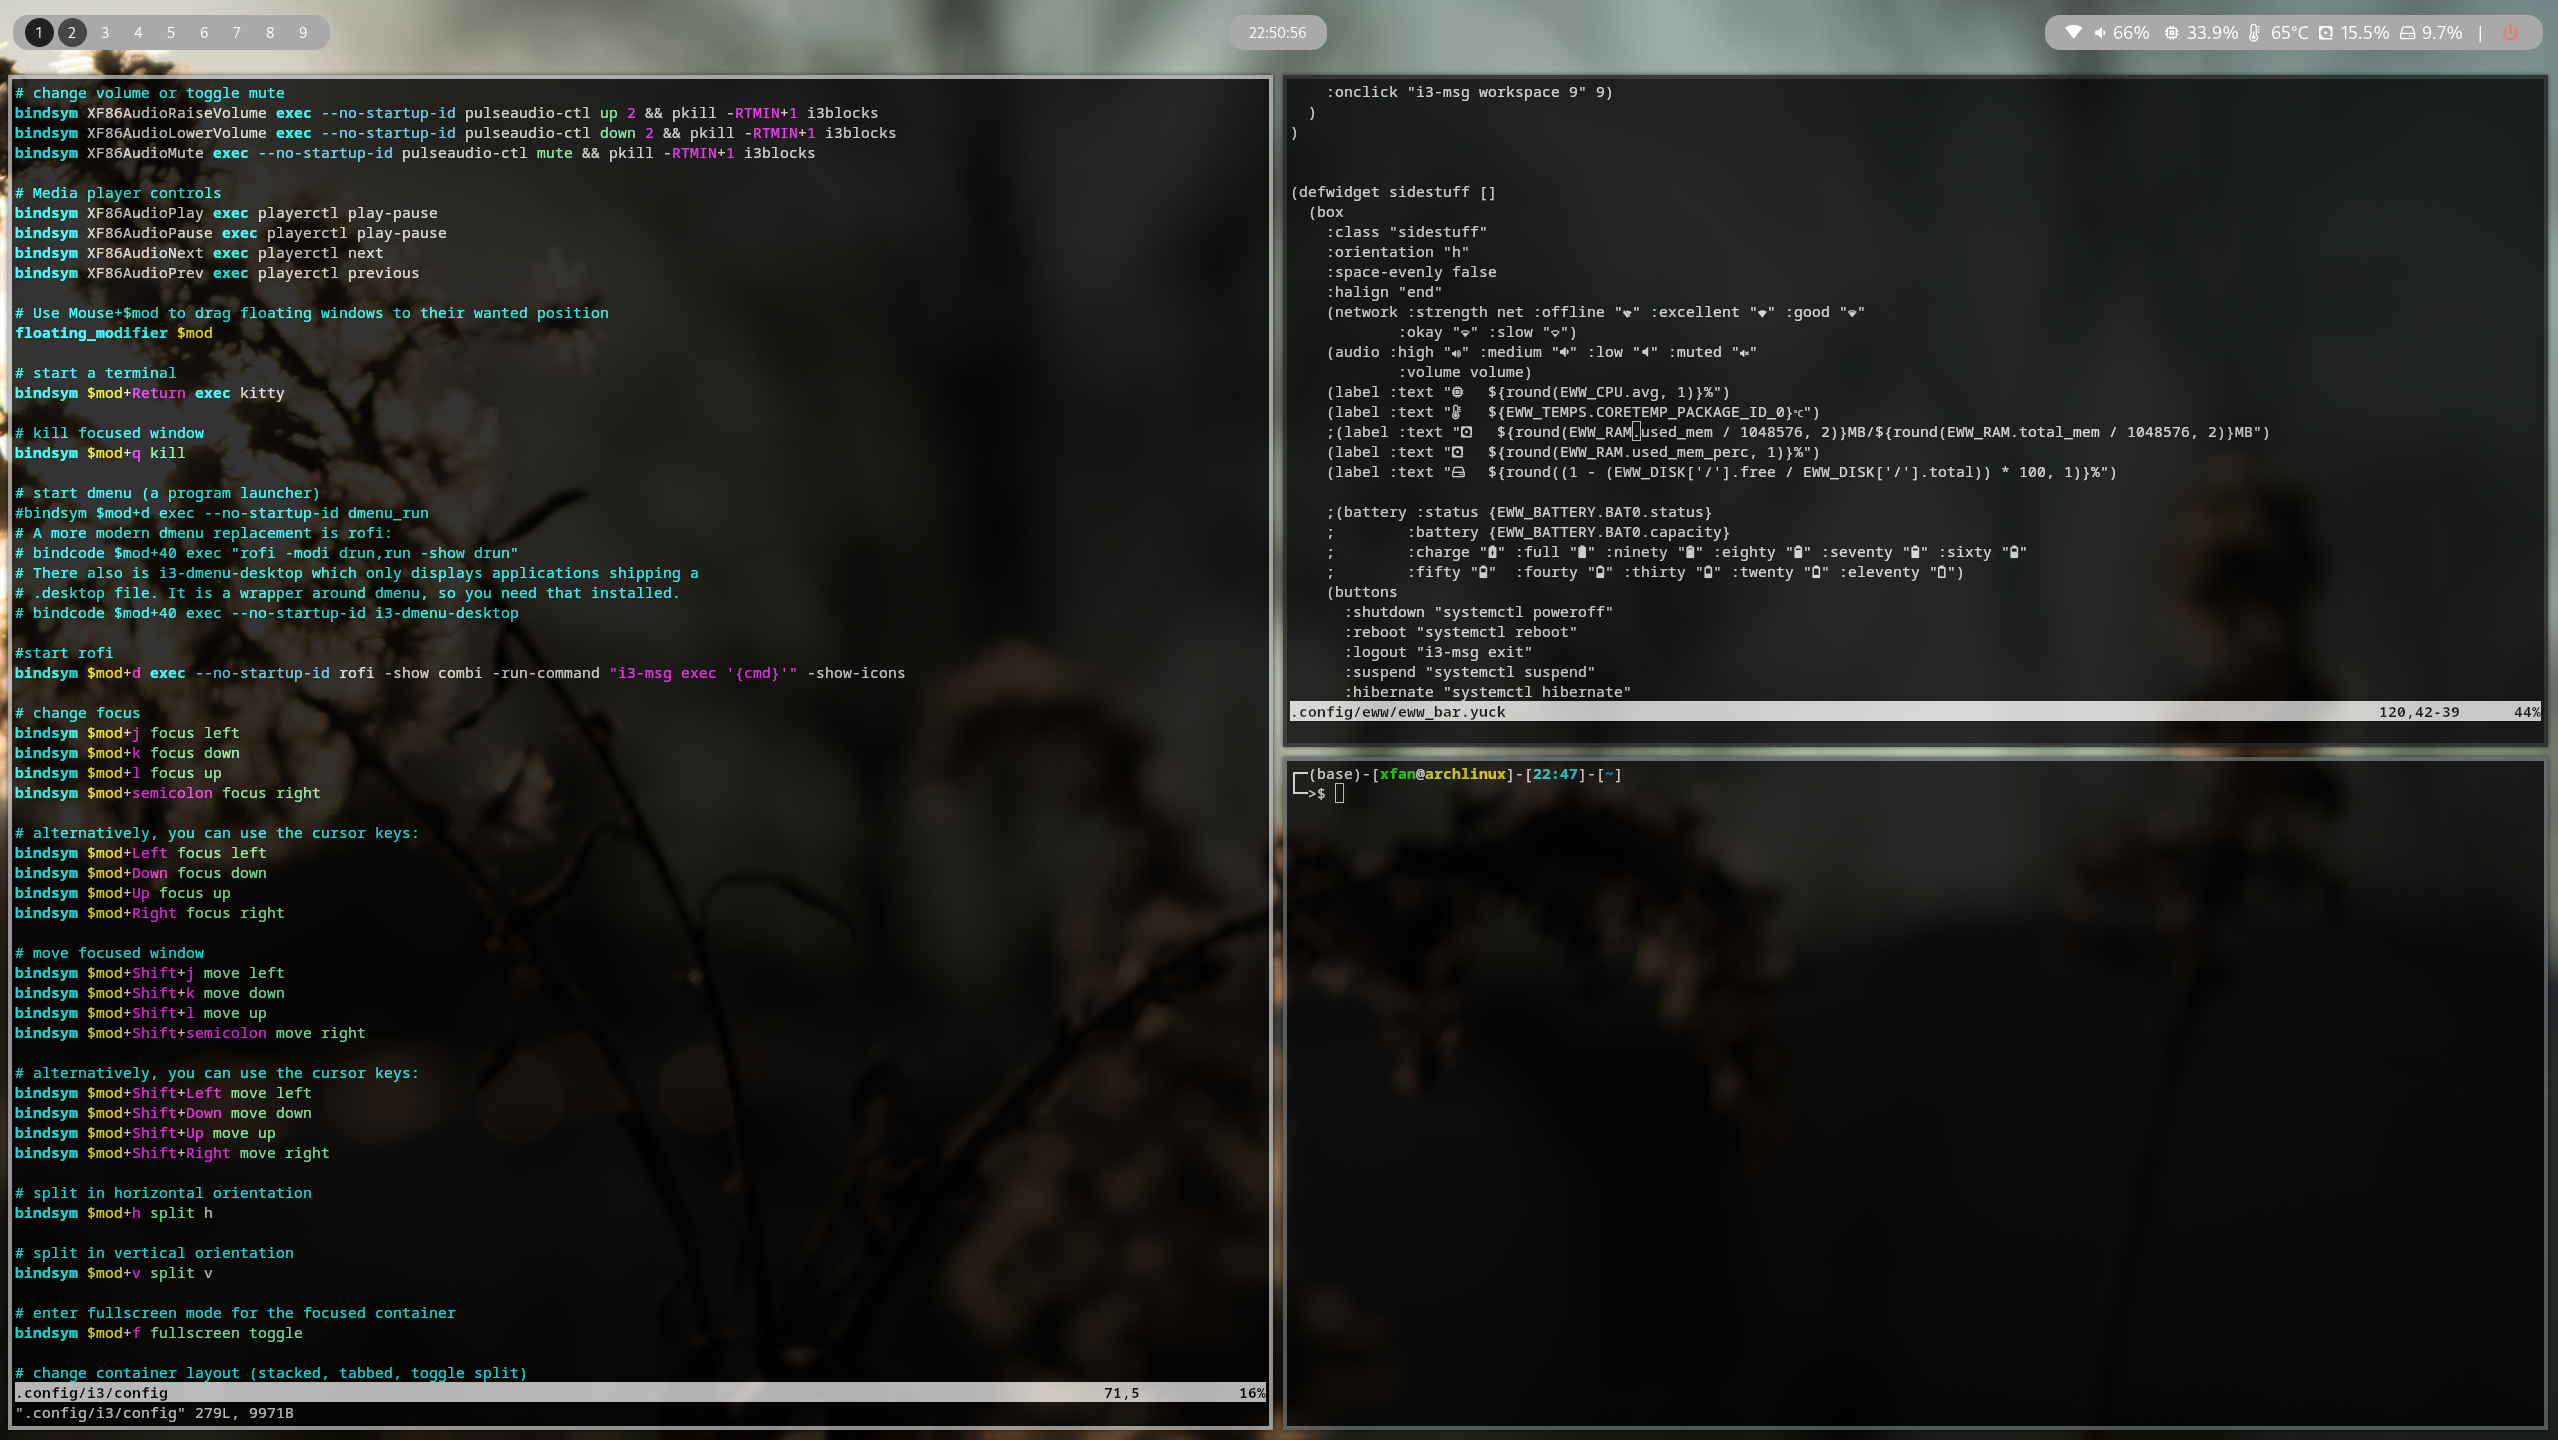 1 2 3 4 5 6 7 8 9
22:50:56
66% 33.9% 65°C 15.5% 9.7% |
# change volume or toggle mute
bindsym XF86AudioRaiseVolume exec --no-startup-id pulseaudio-ctl up 2 && pkill -RTMIN+1 i3blocks
bindsym XF86AudioLowerVolume exec --no-startup-id pulseaudio-ctl down 2 && pkill -RTMIN+1 i3blocks
bindsym XF86AudioMute exec --no-startup-id pulseaudio-ctl mute && pkill -RTMIN+1 i3blocks

# Media player controls
bindsym XF86AudioPlay exec playerctl play-pause
bindsym XF86AudioPause exec playerctl play-pause
bindsym XF86AudioNext exec playerctl next
bindsym XF86AudioPrev exec playerctl previous

# Use Mouse+$mod to drag floating windows to their wanted position
floating_modifier $mod

# start a terminal
bindsym $mod+Return exec kitty

# kill focused window
bindsym $mod+q kill

# start dmenu (a program launcher)
#bindsym $mod+d exec --no-startup-id dmenu_run
# A more modern dmenu replacement is rofi:
# bindcode $mod+40 exec "rofi -modi drun,run -show drun"
# There also is i3-dmenu-desktop which only displays applications shipping a
# .desktop file. It is a wrapper around dmenu, so you need that installed.
# bindcode $mod+40 exec --no-startup-id i3-dmenu-desktop

#start rofi
bindsym $mod+d exec --no-startup-id rofi -show combi -run-command "i3-msg exec '{cmd}'" -show-icons

# change focus
bindsym $mod+j focus left
bindsym $mod+k focus down
bindsym $mod+l focus up
bindsym $mod+semicolon focus right

# alternatively, you can use the cursor keys:
bindsym $mod+Left focus left
bindsym $mod+Down focus down
bindsym $mod+Up focus up
bindsym $mod+Right focus right

# move focused window
bindsym $mod+Shift+j move left
bindsym $mod+Shift+k move down
bindsym $mod+Shift+l move up
bindsym $mod+Shift+semicolon move right

# alternatively, you can use the cursor keys:
bindsym $mod+Shift+Left move left
bindsym $mod+Shift+Down move down
bindsym $mod+Shift+Up move up
bindsym $mod+Shift+Right move right

# split in horizontal orientation
bindsym $mod+h split h

# split in vertical orientation
bindsym $mod+v split v

# enter fullscreen mode for the focused container
bindsym $mod+f fullscreen toggle

# change container layout (stacked, tabbed, toggle split)
.config/i3/config 71,5 16%
".config/i3/config" 279L, 9971B
    :onclick "i3-msg workspace 9" 9)
  )
)

(defwidget sidestuff []
  (box
    :class "sidestuff"
    :orientation "h"
    :space-evenly false
    :halign "end"
    (network :strength net :offline "" :excellent "" :good ""
            :okay "" :slow "")
    (audio :high "" :medium "" :low "" :muted ""
            :volume volume)
    (label :text "   ${round(EWW_CPU.avg, 1)}%")
    (label :text "   ${EWW_TEMPS.CORETEMP_PACKAGE_ID_0}℃")
    ;(label :text "   ${round(EWW_RAM.used_mem / 1048576, 2)}MB/${round(EWW_RAM.total_mem / 1048576, 2)}MB")
    (label :text "   ${round(EWW_RAM.used_mem_perc, 1)}%")
    (label :text "   ${round((1 - (EWW_DISK['/'].free / EWW_DISK['/'].total)) * 100, 1)}%")

    ;(battery :status {EWW_BATTERY.BAT0.status}
    ;        :battery {EWW_BATTERY.BAT0.capacity}
    ;        :charge "" :full "" :ninety "" :eighty "" :seventy "" :sixty ""
    ;        :fifty ""  :fourty "" :thirty "" :twenty "" :eleventy "")
    (buttons
      :shutdown "systemctl poweroff"
      :reboot "systemctl reboot"
      :logout "i3-msg exit"
      :suspend "systemctl suspend"
      :hibernate "systemctl hibernate"
.config/eww/eww_bar.yuck 120,42-39 44%
┌─(base)-[xfan@archlinux]-[22:47]-[~]
└─>$